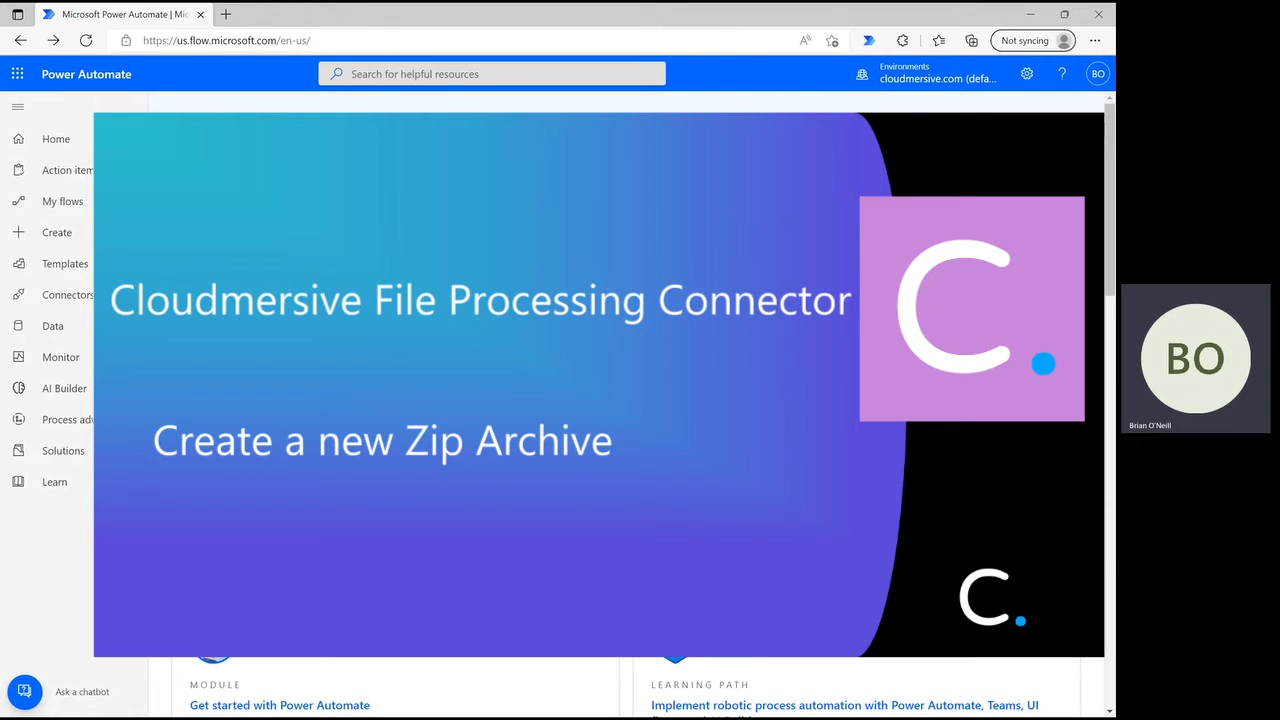 Microsoft Power Automate | Mic
https://us.flow.microsoft.com/en-us/
Not syncing
Power Automate
Search for helpful resources
Environments
cloudmersive.com (defa...
BO
Home
Action item
My flows
Create
Templates
Connectors
Data
Monitor
AI Builder
Process adv
Solutions
Learn
Cloudmersive File Processing Connector
Create a new Zip Archive
C.
C.
BO
Brian O'Neill
MODULE
Get started with Power Automate
LEARNING PATH
Implement robotic process automation with Power Automate, Teams, UI
Ask a chatbot